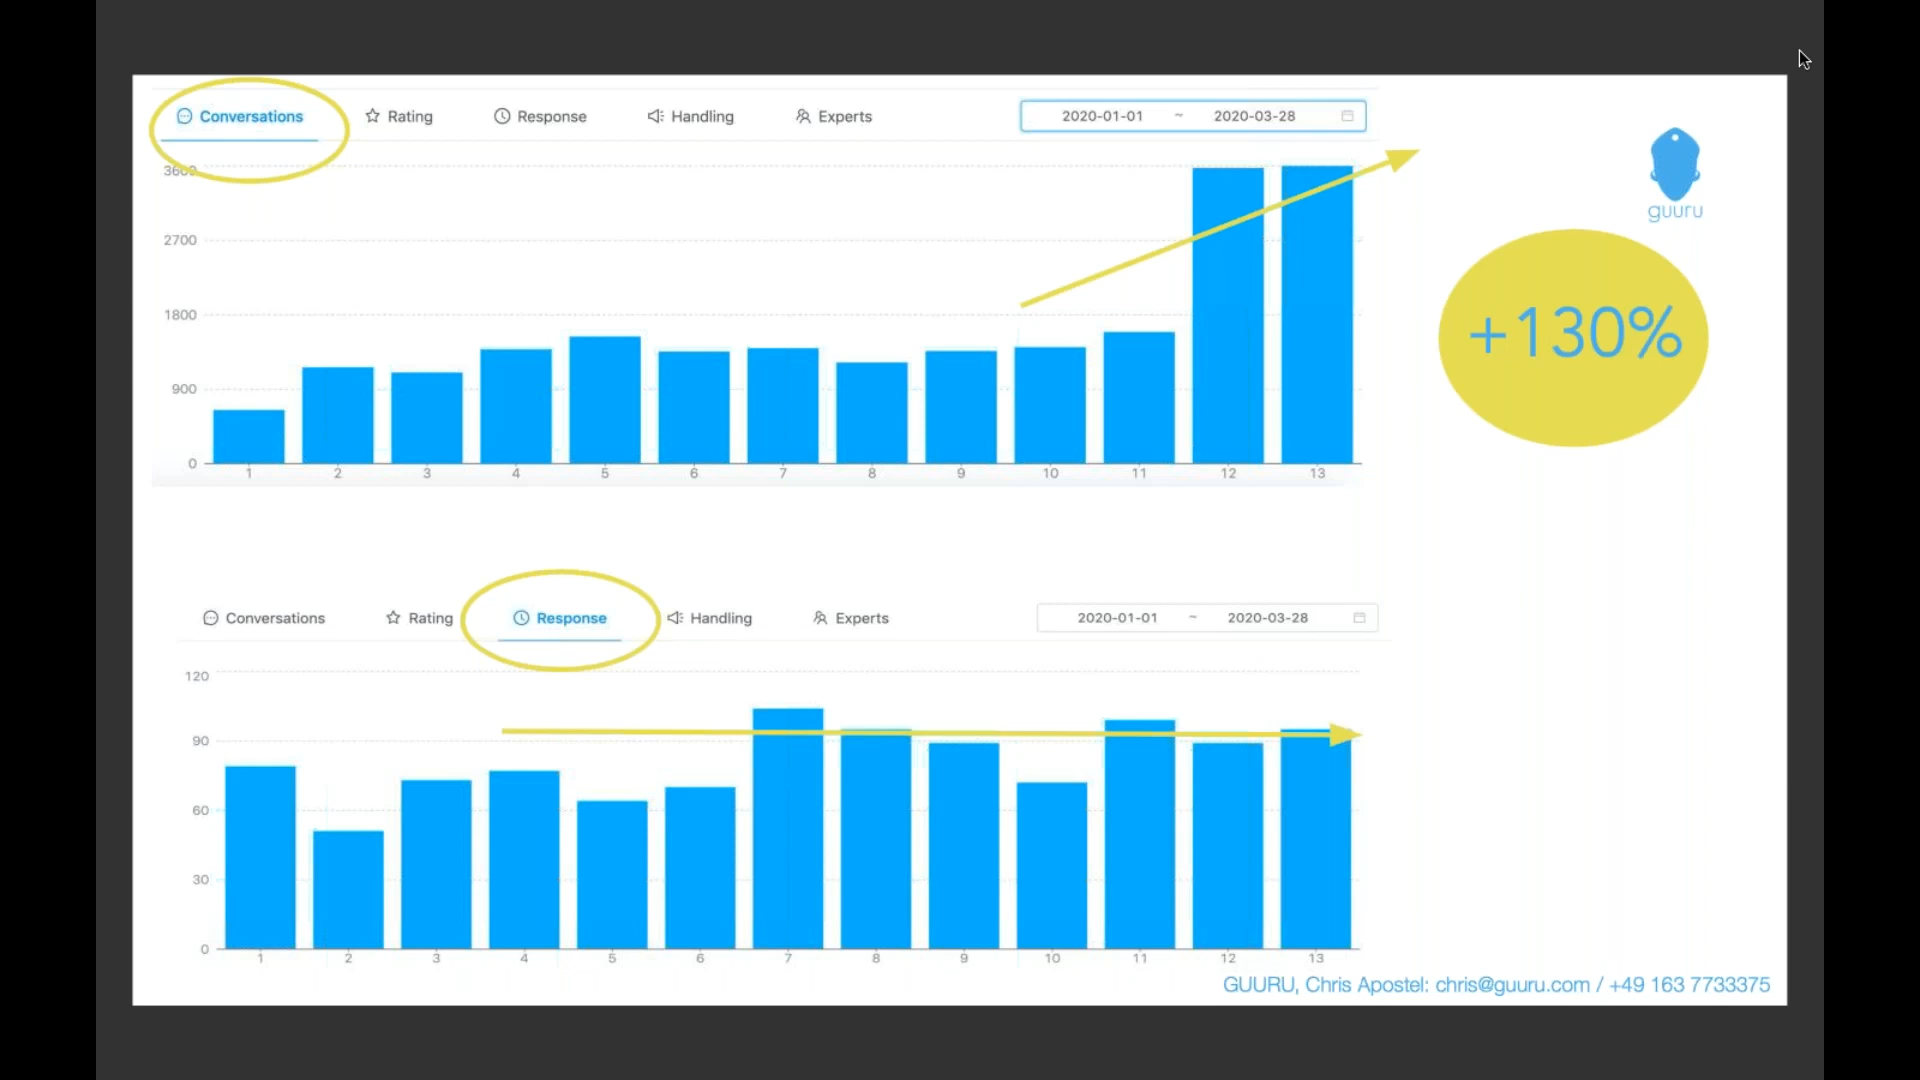 Conversations Rating Response Handling Experts 2020-01-01 ~ 2020-03-28
guuru
+130%
3600
2700
1800
900
0
1 2 3 4 5 6 7 8 9 10 11 12 13
Conversations Rating Response Handling Experts 2020-01-01 ~ 2020-03-28
120
90
60
30
0
1 2 3 4 5 6 7 8 9 10 11 12 13
GUURU, Chris Apostel: chris@guuru.com / +49 163 7733375